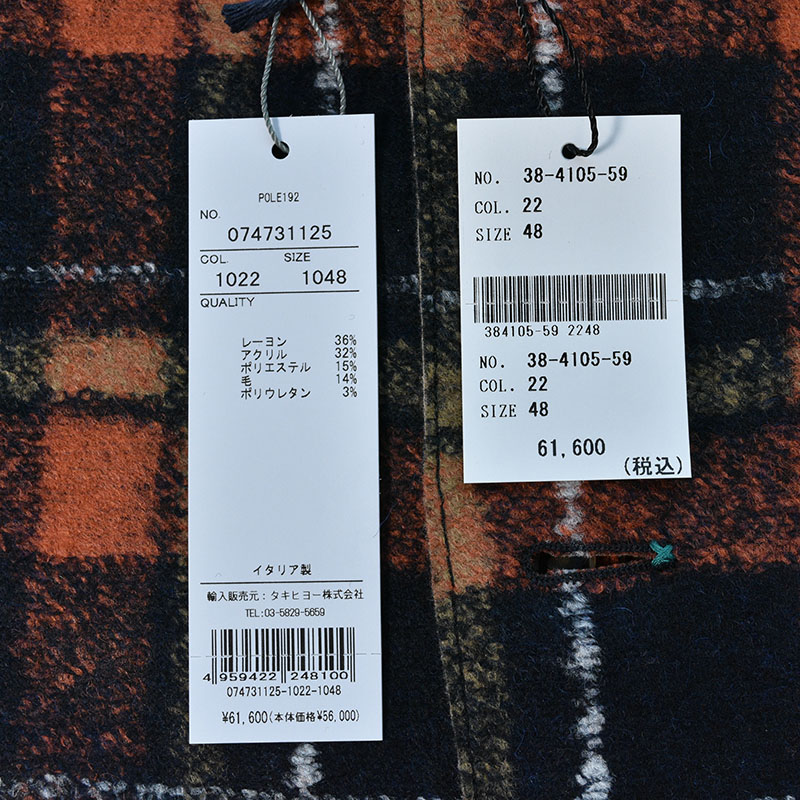 POLE192
NO.
074731125
COL. SIZE
1022 1048
QUALITY
レーヨン 36%
アクリル 32%
ポリエステル 15%
毛 14%
ポリウレタン 3%
イタリア製
輸入販売元：タキヒヨー株式会社
TEL:03-5829-5659
4 959422 248100
074731125-1022-1048
¥61,600(本体価格¥56,000)
NO. 38-4105-59
COL. 22
SIZE 48
384105-59 2248
NO. 38-4105-59
COL. 22
SIZE 48
61,600
(税込)